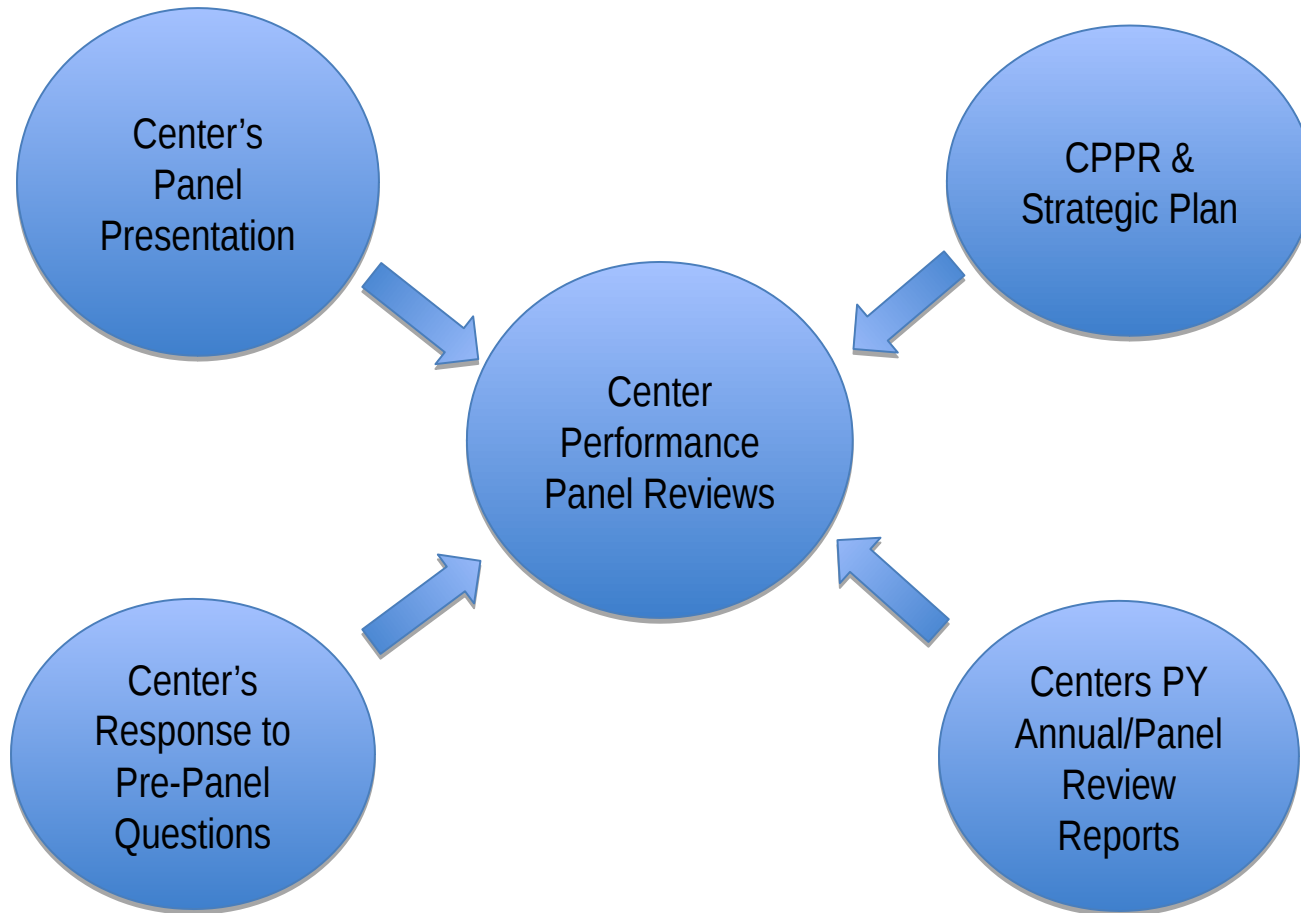 Center’s
Panel
Presentation
CPPR &
Strategic Plan
Center
Performance
Panel Reviews
Center’s
Response to
Pre-Panel
Questions
Centers PY
Annual/Panel
Review
Reports